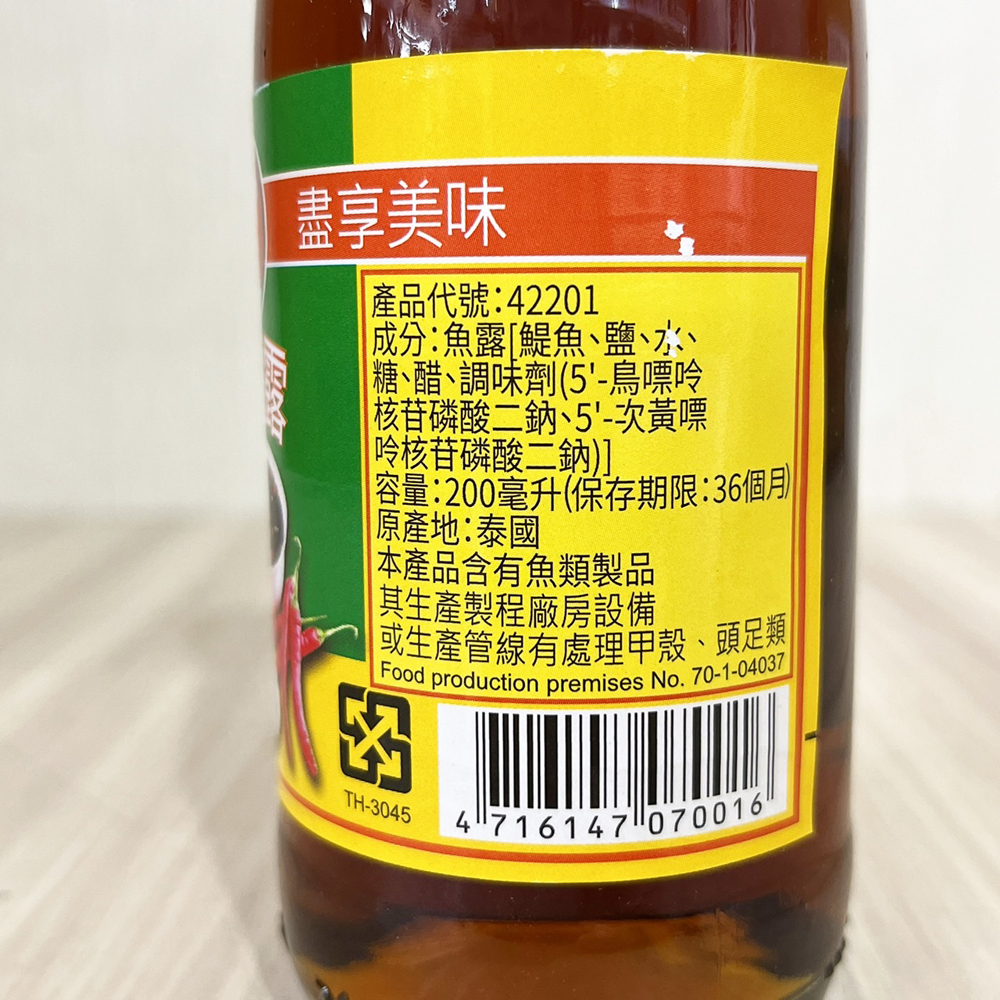 盡享美味
露
產品代號:42201
成分:魚露[鯷魚、鹽、水、
糖、醋、調味劑(5'-鳥嘌呤
核苷磷酸二鈉、5'-次黃嘌
呤核苷磷酸二鈉)]
容量:200毫升(保存期限:36個月)
原產地:泰國
本產品含有魚類製品
其生產製程廠房設備
或生產管線有處理甲殼、頭足類
Food production premises No. 70-1-04037
TH-3045
4 716147 070016